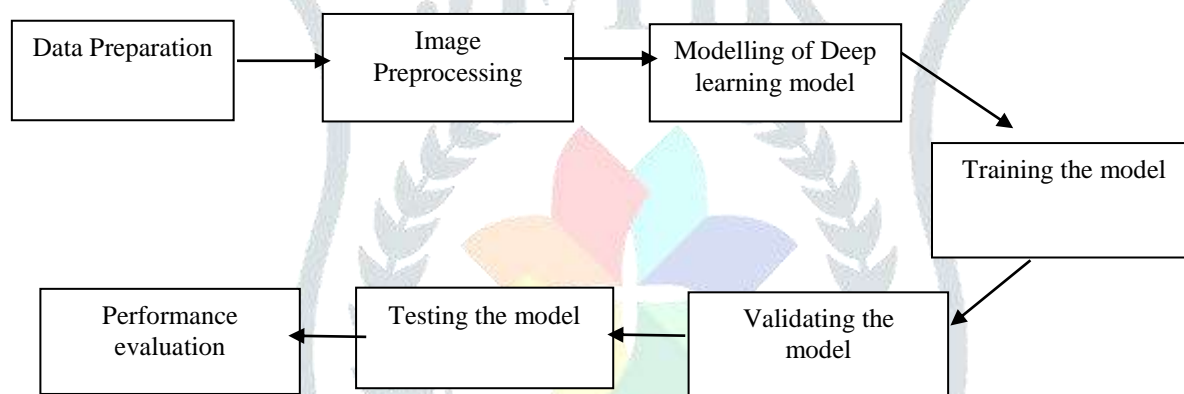 Data Preparation
Image
Preprocessing
Modelling of Deep
learning model
Training the model
Validating the
model
Testing the model
Performance
evaluation